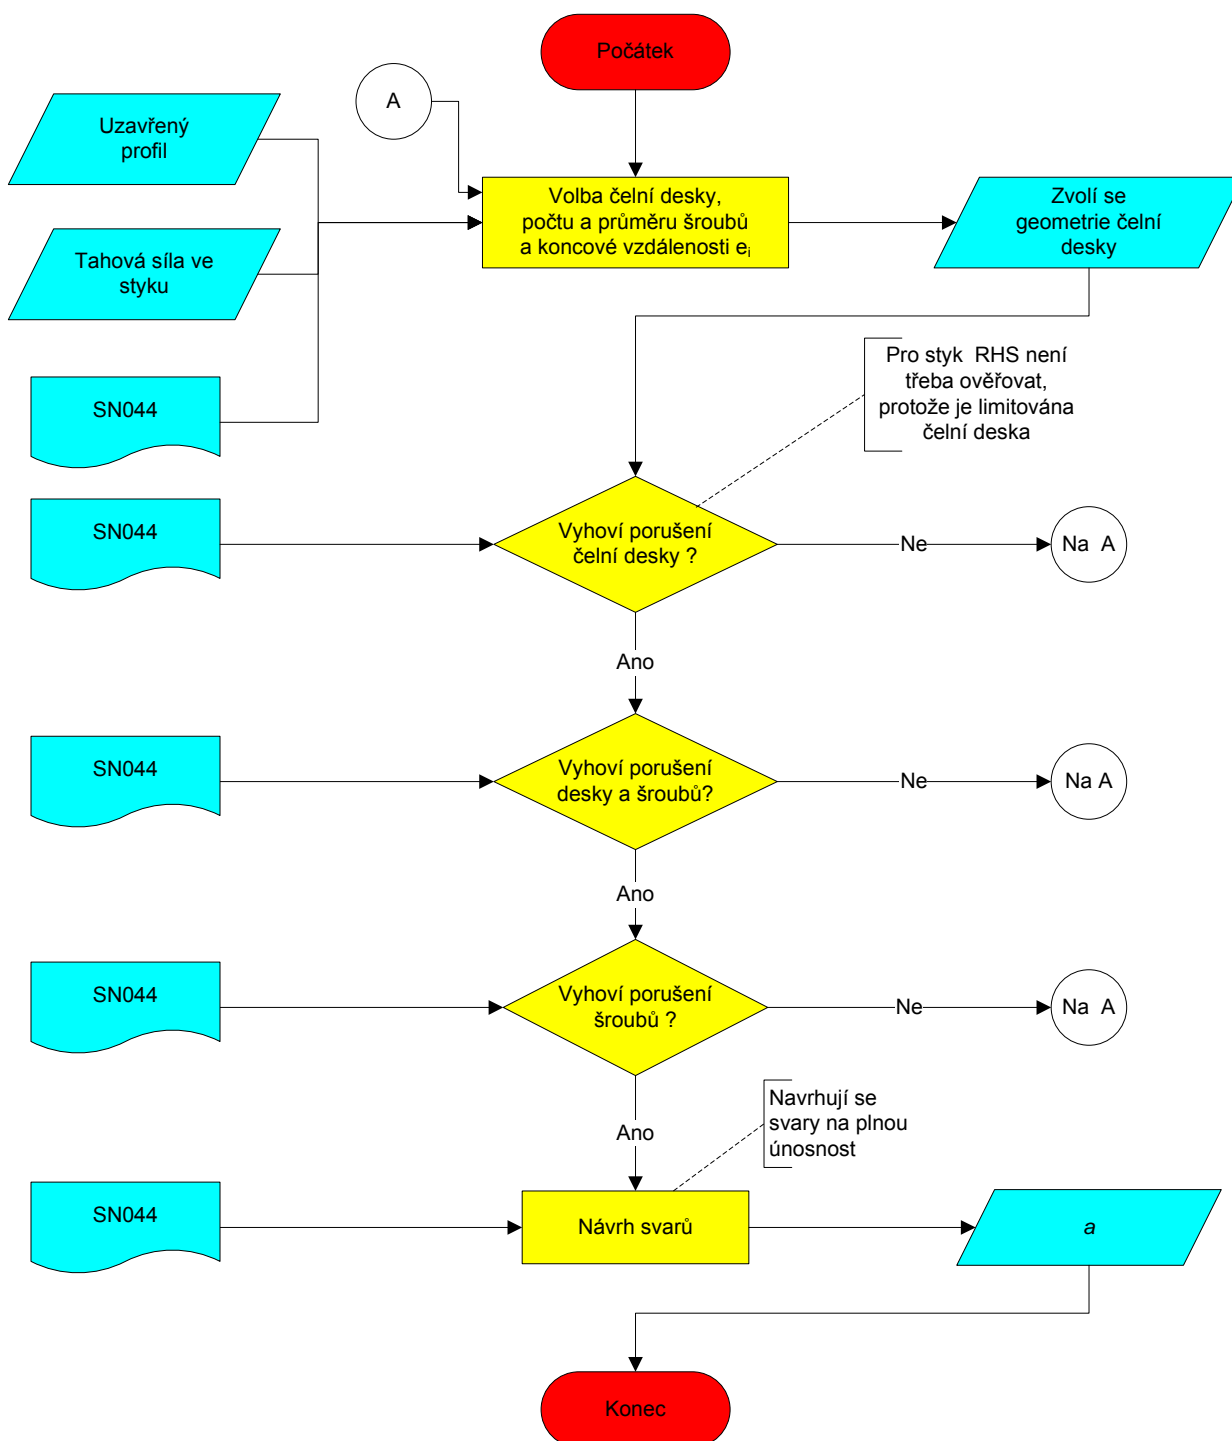 Počátek
A
Uzavřený
profil
Volba čelní desky,
počtu a průměru šroubů
a koncové vzdálenosti ei
Zvolí se
geometrie čelní
desky
Tahová síla ve
styku
SN044
Pro styk  RHS není
třeba ověřovat,
protože je limitována
čelní deska
SN044
Vyhoví porušení
čelní desky ?
Ne
Na  A
Ano
SN044
Vyhoví porušení
desky a šroubů?
Ne
Na A
Ano
SN044
Vyhoví porušení
šroubů ?
Ne
Na  A
Navrhují se
svary na plnou
únosnost
Ano
SN044
Návrh svarů
a
Konec